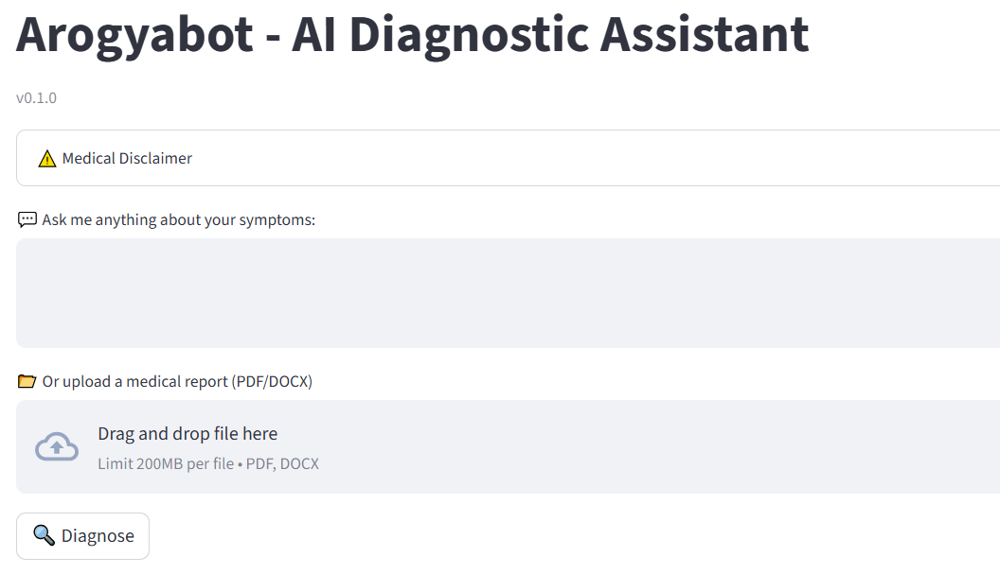 Arogyabot - AI Diagnostic Assistant
v0.1.0
⚠️ Medical Disclaimer
💬 Ask me anything about your symptoms:
📂 Or upload a medical report (PDF/DOCX)
Drag and drop file here
Limit 200MB per file • PDF, DOCX
🔍 Diagnose